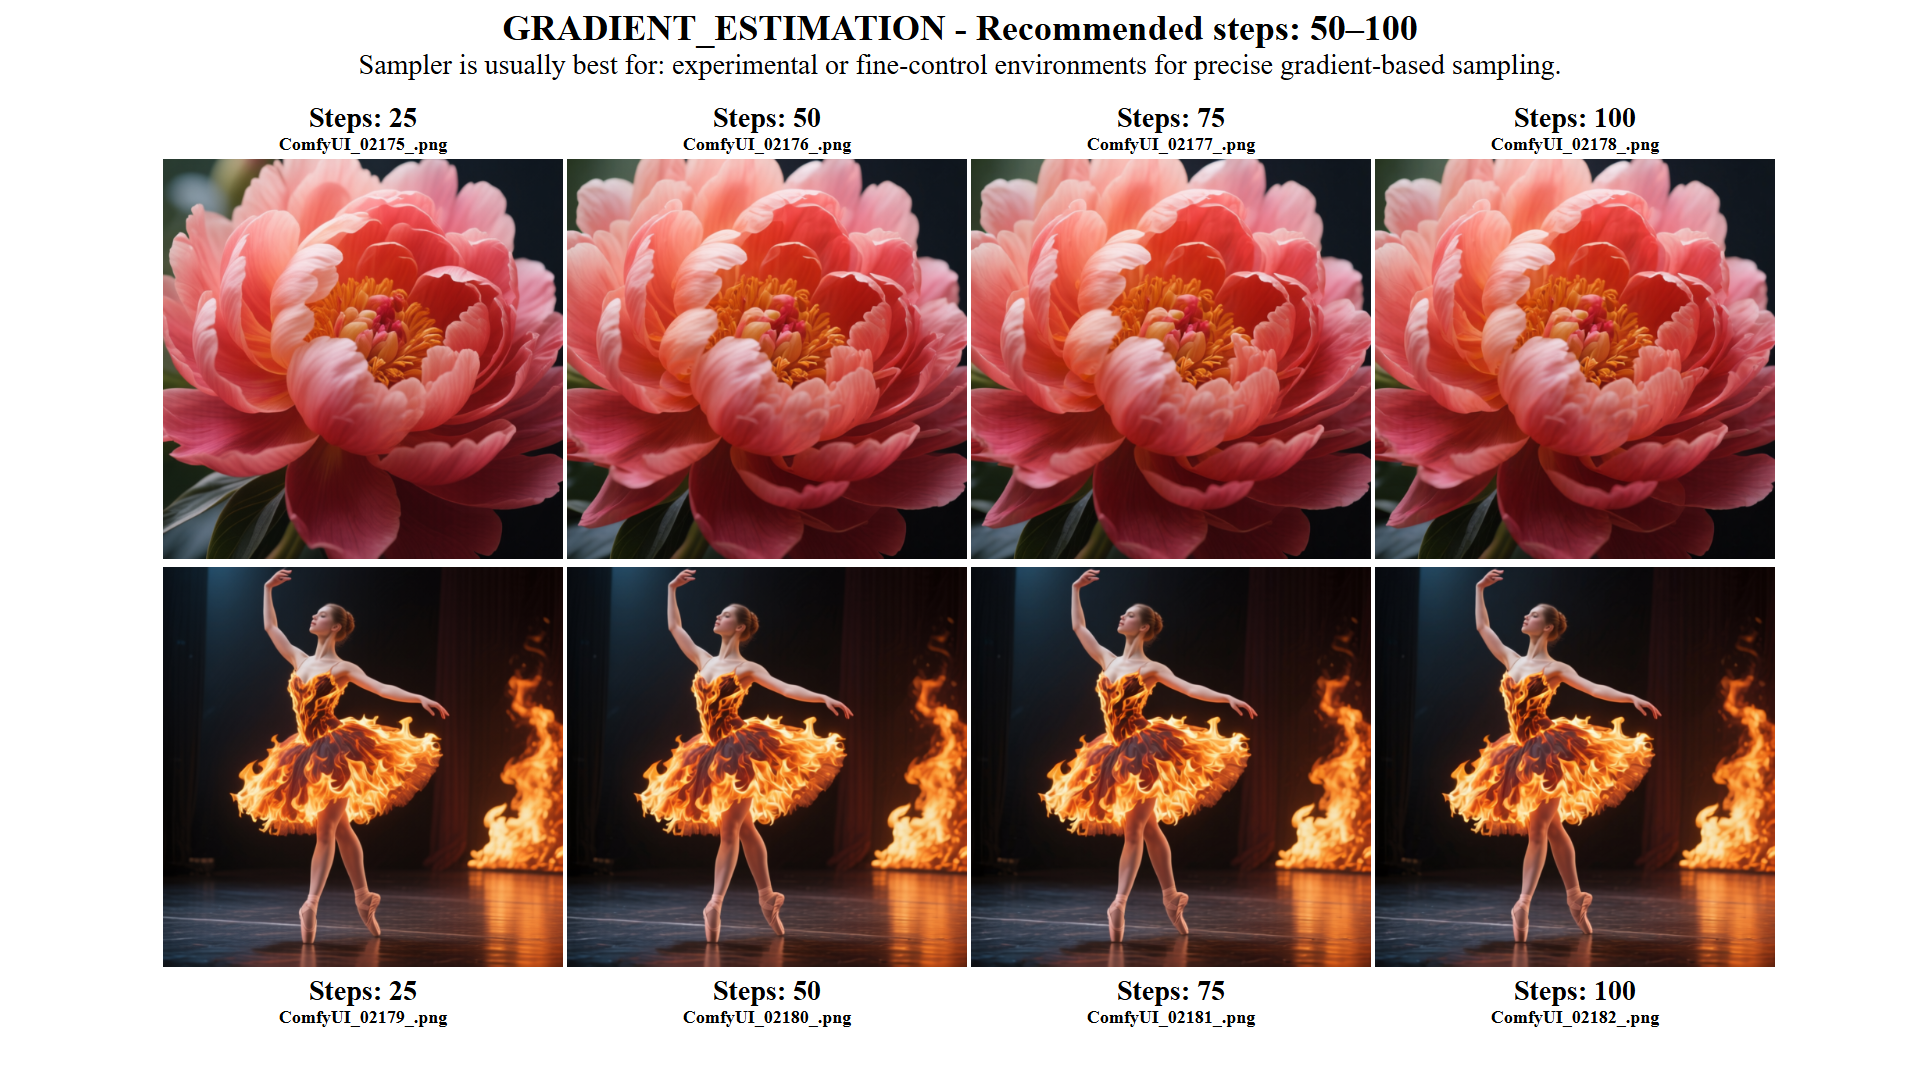 GRADIENT_ESTIMATION - Recommended steps: 50–100
Sampler is usually best for: experimental or fine-control environments for precise gradient-based sampling.
Steps: 25
ComfyUI_02175_.png
Steps: 50
ComfyUI_02176_.png
Steps: 75
ComfyUI_02177_.png
Steps: 100
ComfyUI_02178_.png
Steps: 25
ComfyUI_02179_.png
Steps: 50
ComfyUI_02180_.png
Steps: 75
ComfyUI_02181_.png
Steps: 100
ComfyUI_02182_.png